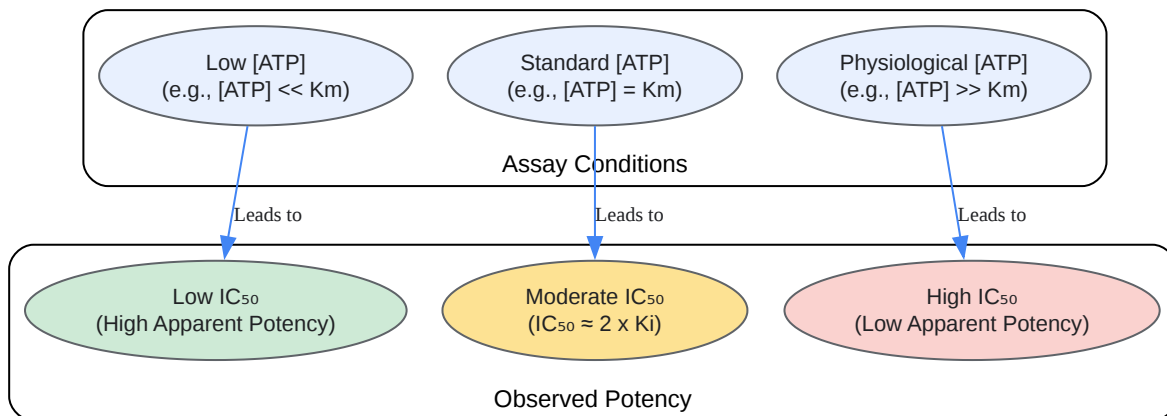 Low [ATP]
(e.g., [ATP] << Km)
Standard [ATP]
(e.g., [ATP] = Km)
Physiological [ATP]
(e.g., [ATP] >> Km)
Assay Conditions
Leads to
Leads to
Leads to
Low IC₅₀
(High Apparent Potency)
Moderate IC₅₀
(IC₅₀ ≈ 2 x Ki)
High IC₅₀
(Low Apparent Potency)
Observed Potency